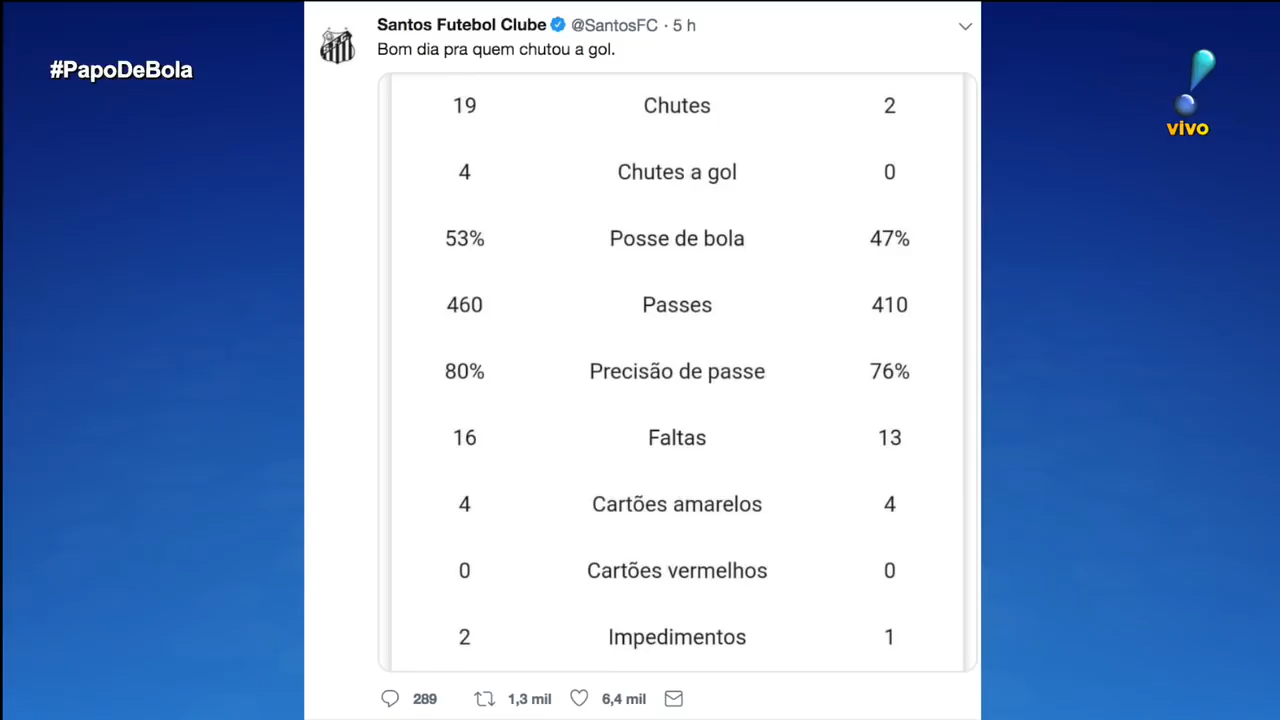 Santos Futebol Clube @SantosFC · 5 h
Bom dia pra quem chutou a gol.
#PapoDeBola
vivo
19 Chutes 2
4 Chutes a gol 0
53% Posse de bola 47%
460 Passes 410
80% Precisão de passe 76%
16 Faltas 13
4 Cartões amarelos 4
0 Cartões vermelhos 0
2 Impedimentos 1
289 1,3 mil 6,4 mil